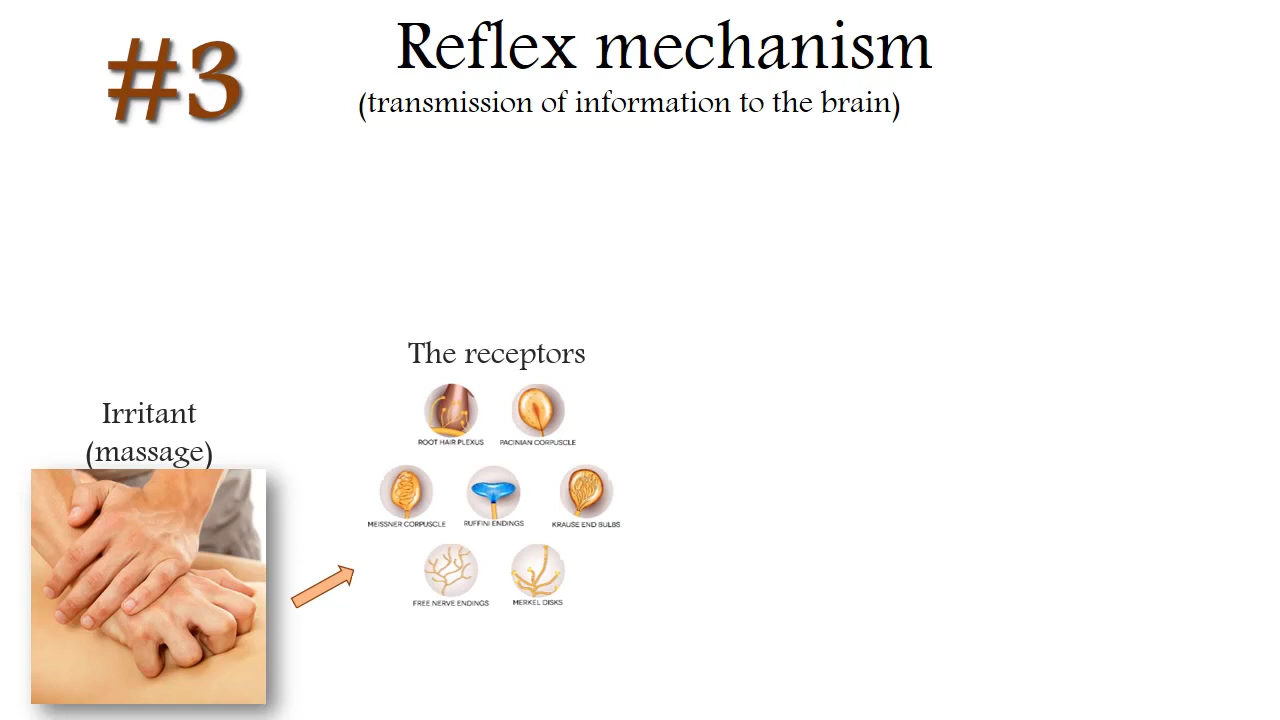 #3
Reflex mechanism
(transmission of information to the brain)
The receptors
ROOT HAIR PLEXUS
PACINIAN CORPUSCLE
Irritant
(massage)
MEISSNER CORPUSCLE
RUFFINI ENDINGS
KRAUSE END BULBS
FREE NERVE ENDINGS
MERKEL DISKS